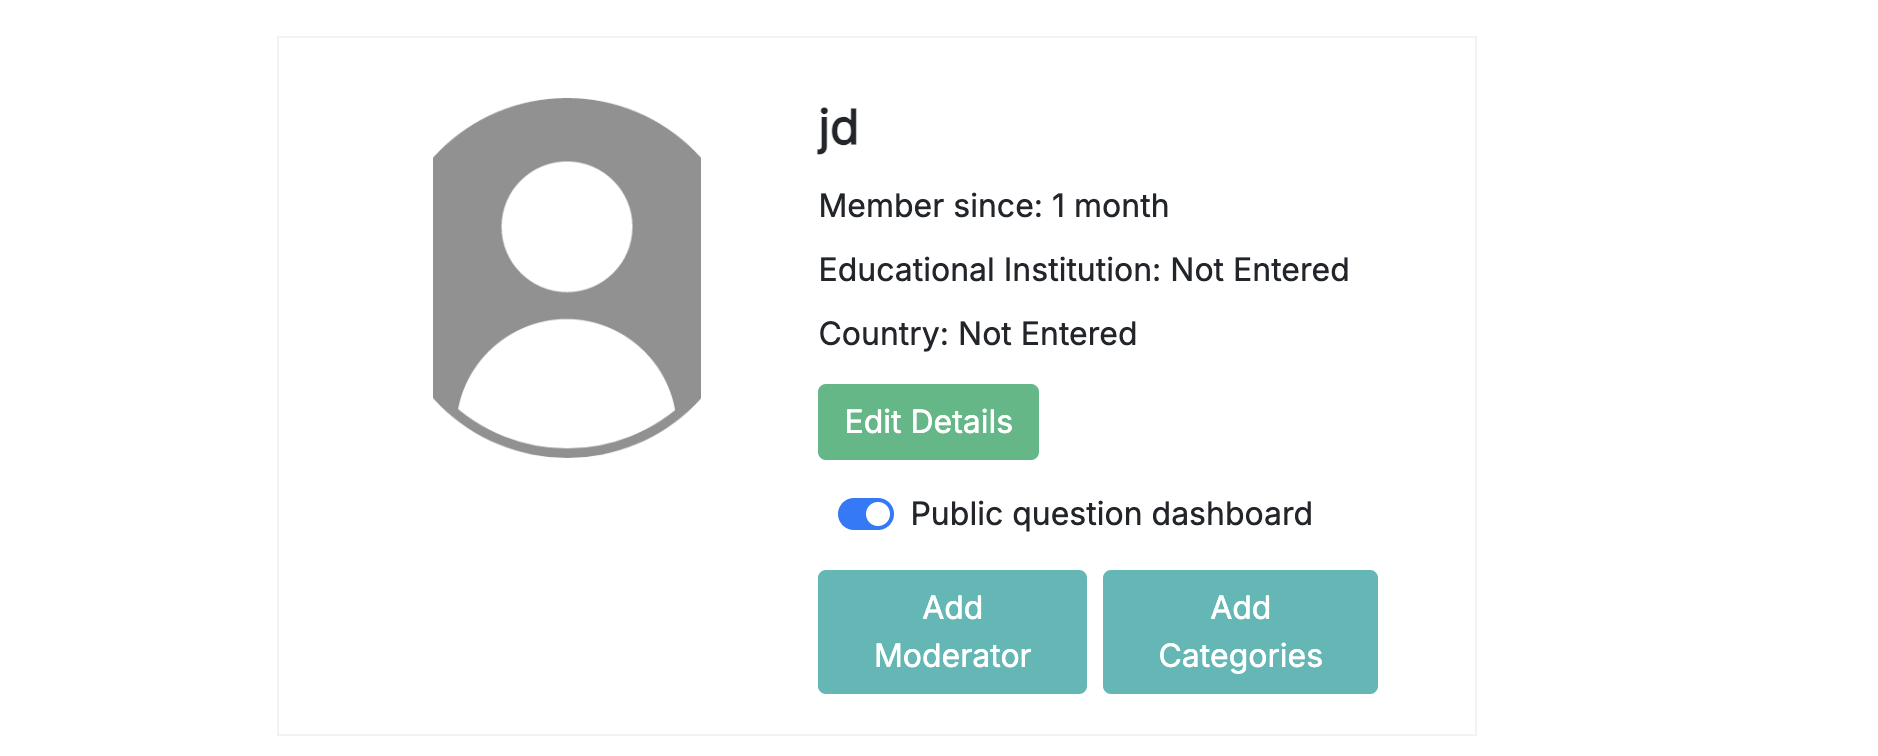 jd
Member since: 1 month
Educational Institution: Not Entered
Country: Not Entered
Edit Details
Public question dashboard
Add
Moderator
Add
Categories